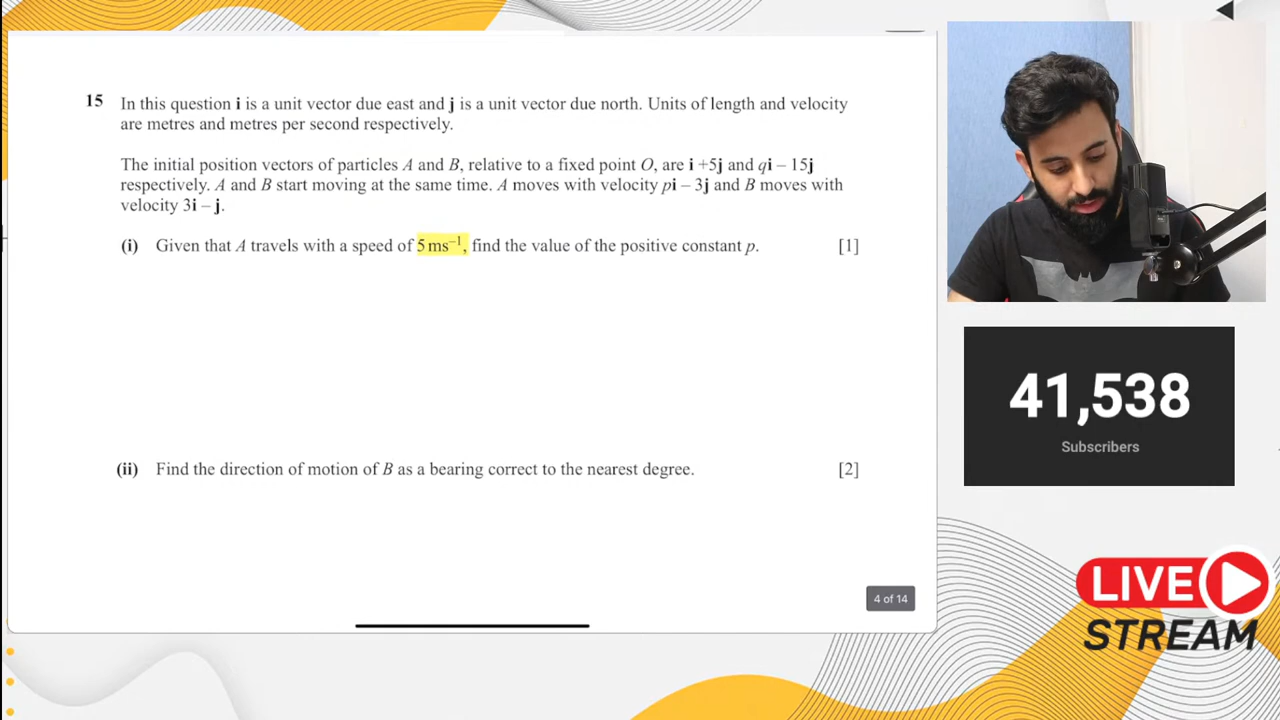 15 In this question i is a unit vector due east and j is a unit vector due north. Units of length and velocity
are metres and metres per second respectively.
The initial position vectors of particles A and B, relative to a fixed point O, are i +5j and qi – 15j
respectively. A and B start moving at the same time. A moves with velocity pi – 3j and B moves with
velocity 3i – j.
(i) Given that A travels with a speed of 5 ms⁻¹, find the value of the positive constant p. [1]
(ii) Find the direction of motion of B as a bearing correct to the nearest degree. [2]
4 of 14
41,538
Subscribers
LIVE
STREAM